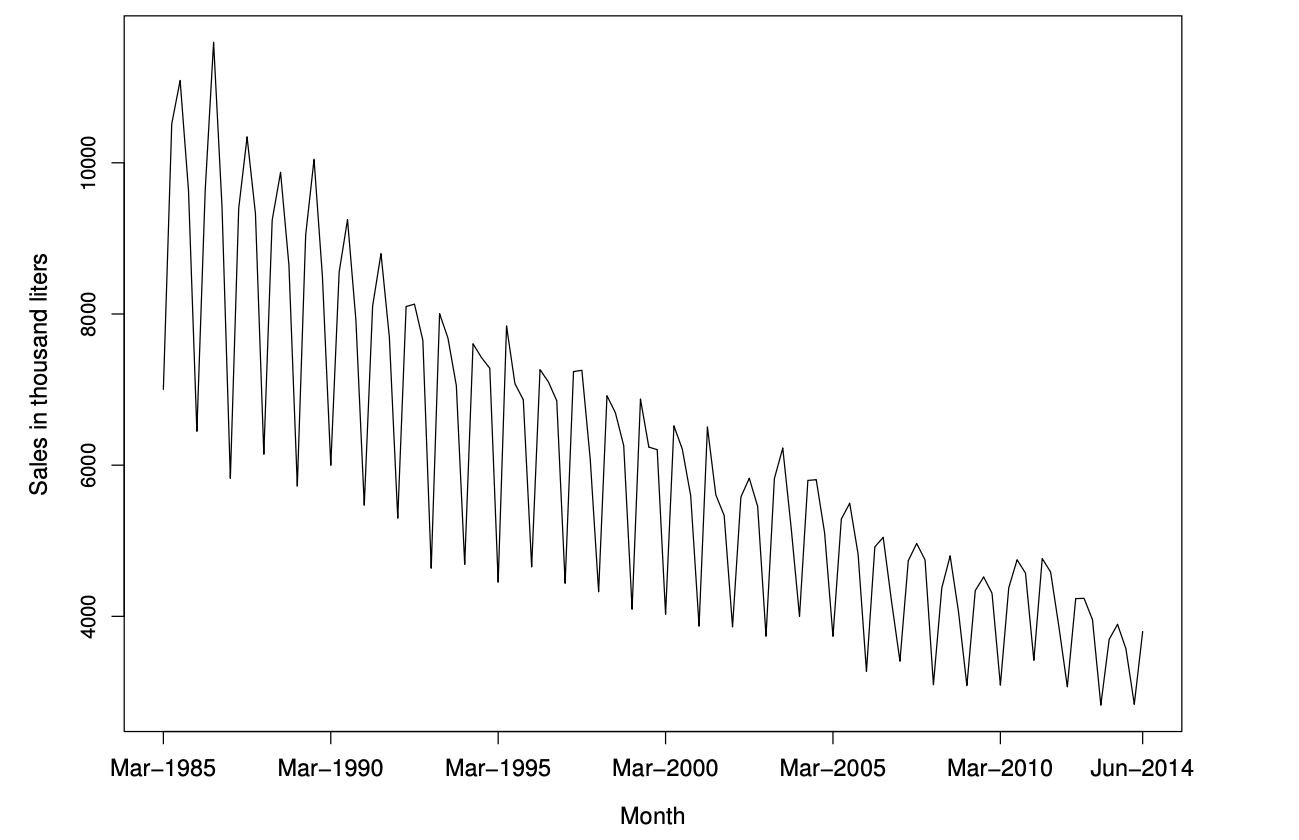 Sales in thousand liters
10000
8000
6000
4000
Mar−1985 Mar−1990 Mar−1995 Mar−2000 Mar−2005 Mar−2010 Jun−2014
Month